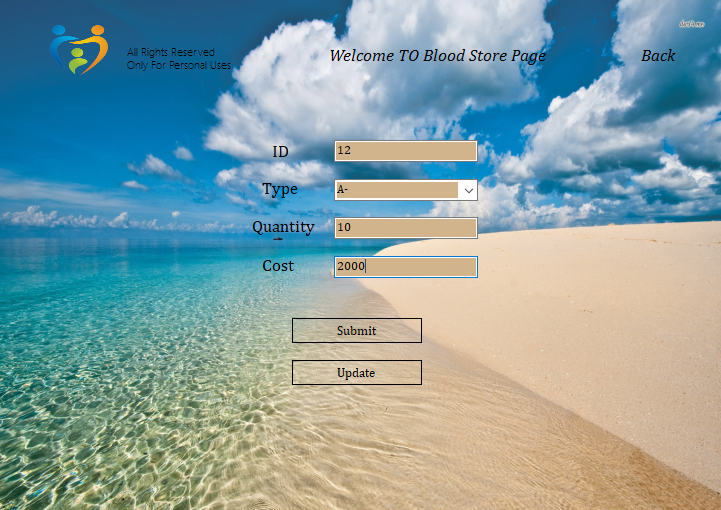 All Rights Reserved
Only For Personal Uses
Welcome TO Blood Store Page
Back
ID
12
Type
A-
Quantity
10
Cost
2000
Submit
Update